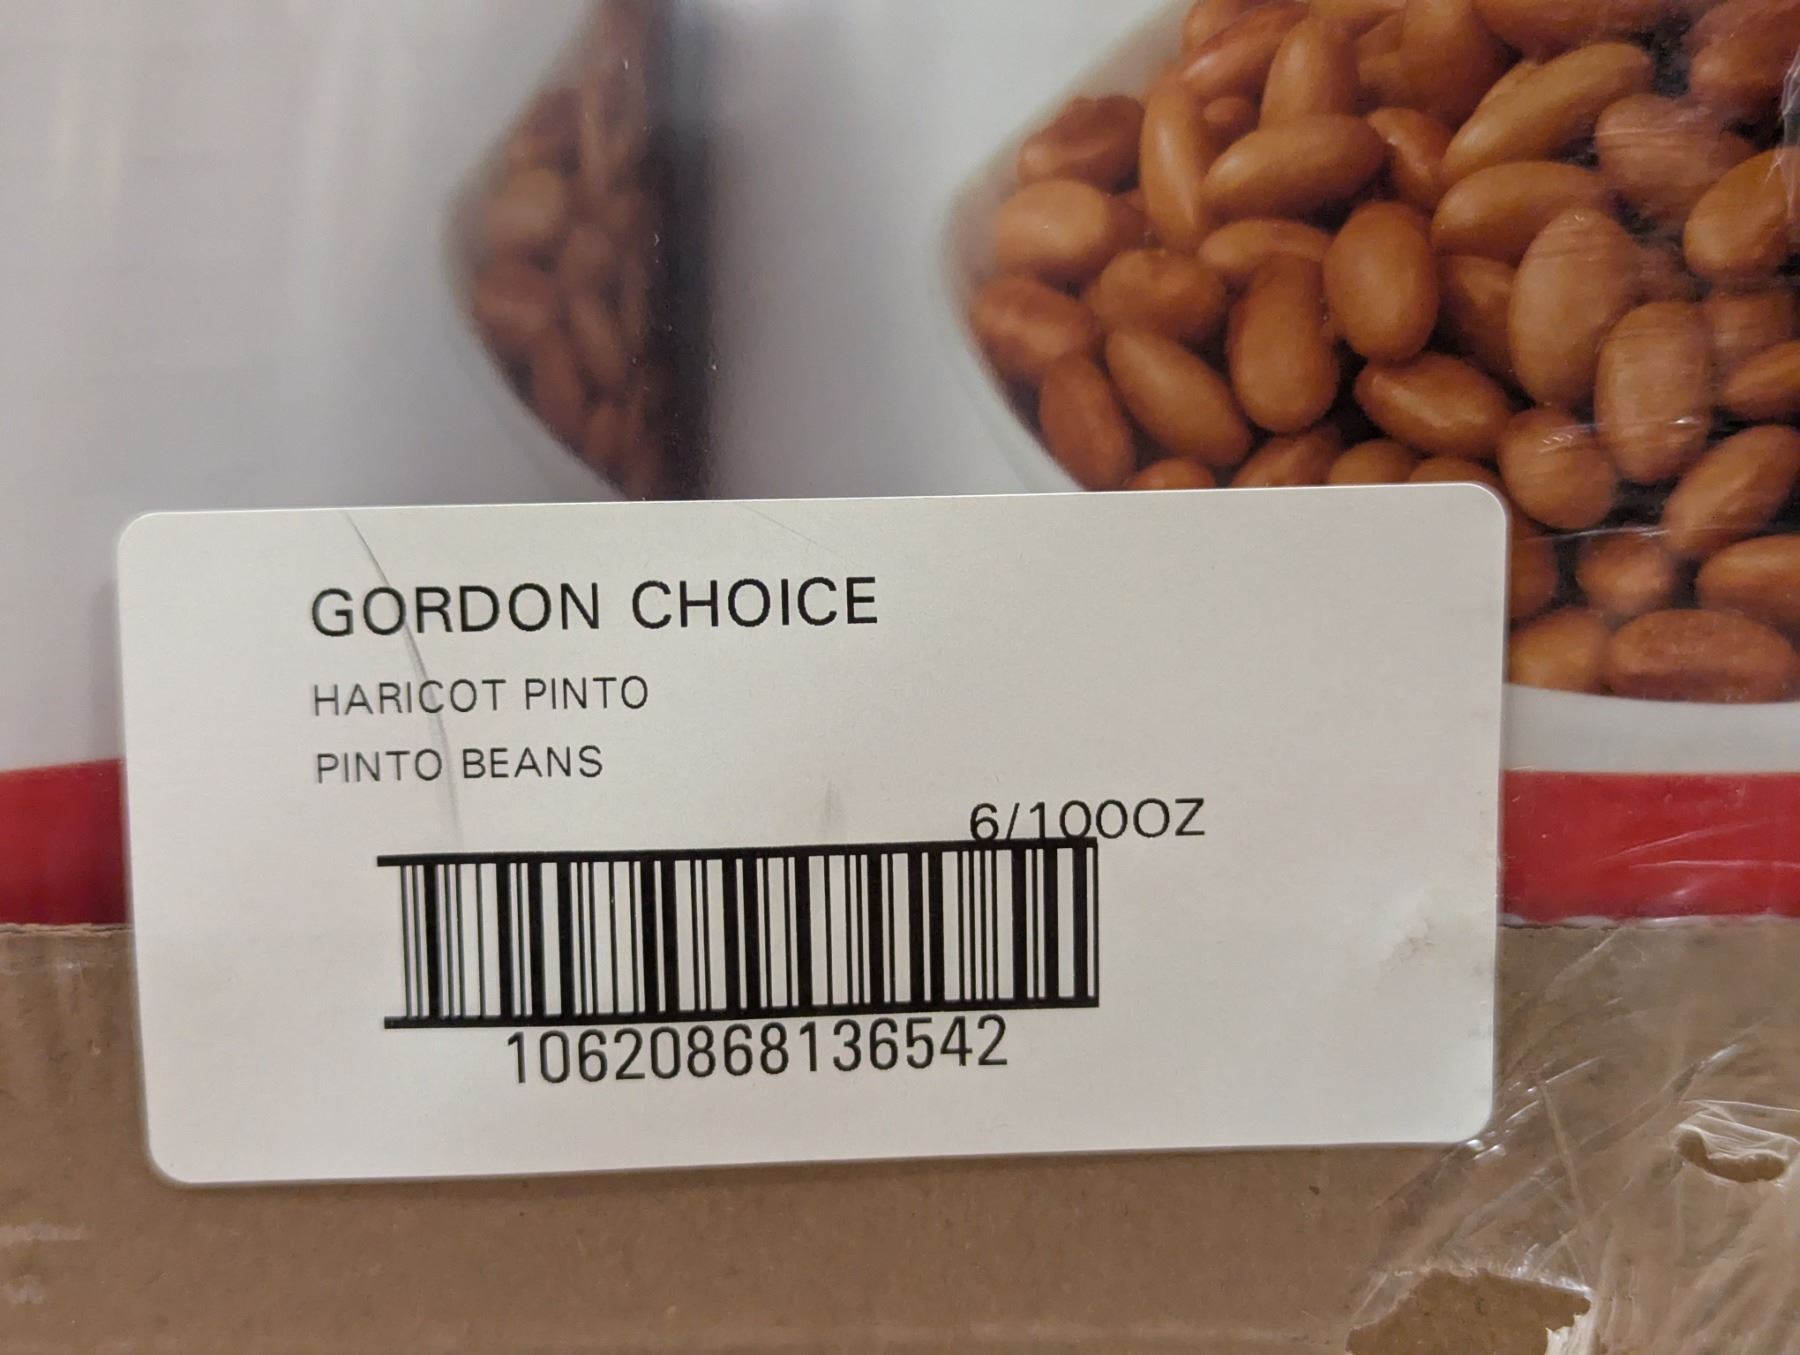 GORDON CHOICE
HARICOT PINTO
PINTO BEANS
6/100OZ
10620868136542